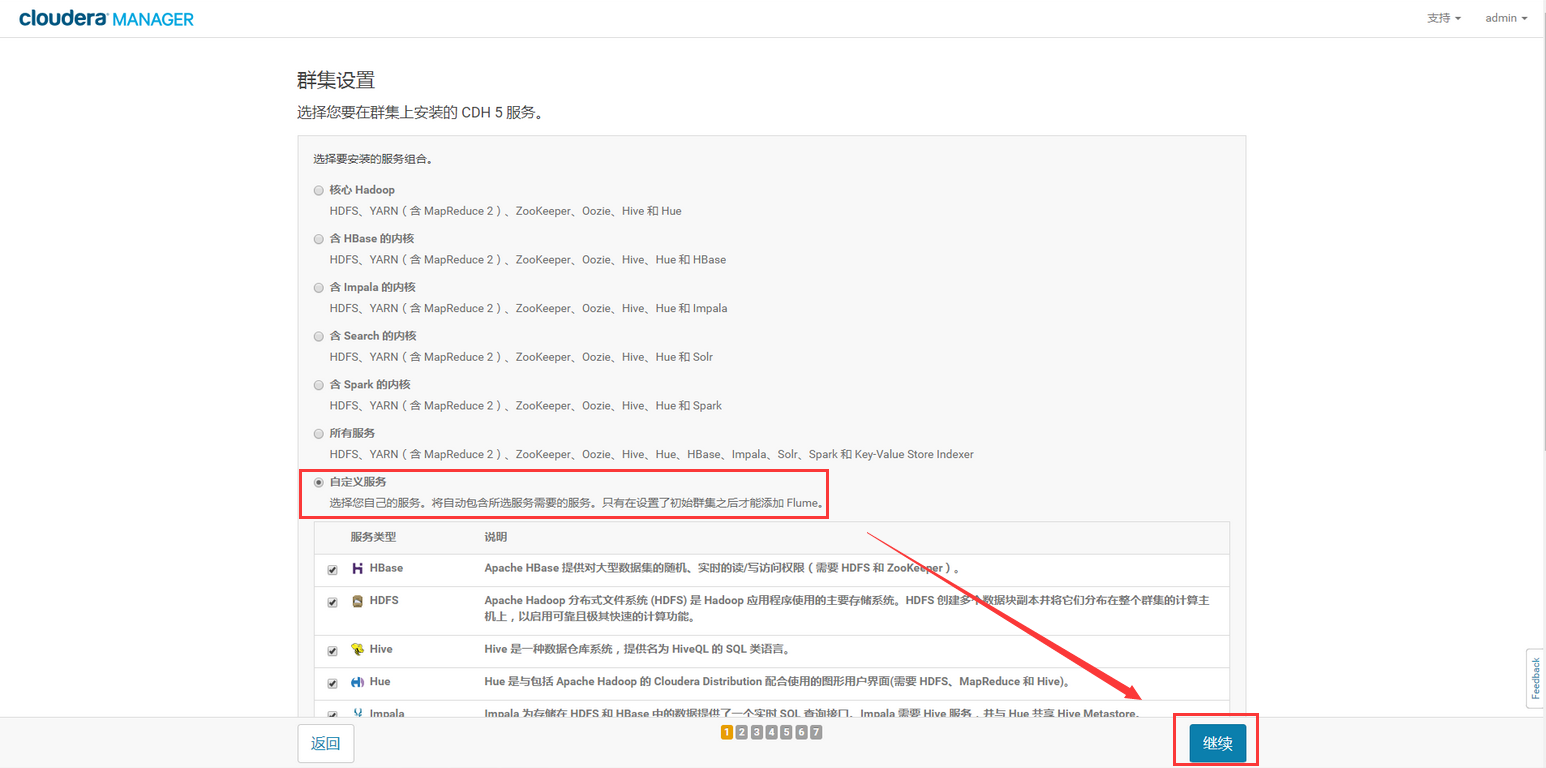 cloudera MANAGER
支持
admin
群集设置
选择您要在群集上安装的 CDH 5 服务。
选择要安装的服务组合。
核心 Hadoop
HDFS、YARN（含 MapReduce 2）、ZooKeeper、Oozie、Hive 和 Hue
含 HBase 的内核
HDFS、YARN（含 MapReduce 2）、ZooKeeper、Oozie、Hive、Hue 和 HBase
含 Impala 的内核
HDFS、YARN（含 MapReduce 2）、ZooKeeper、Oozie、Hive、Hue 和 Impala
含 Search 的内核
HDFS、YARN（含 MapReduce 2）、ZooKeeper、Oozie、Hive、Hue 和 Solr
含 Spark 的内核
HDFS、YARN（含 MapReduce 2）、ZooKeeper、Oozie、Hive、Hue 和 Spark
所有服务
HDFS、YARN（含 MapReduce 2）、ZooKeeper、Oozie、Hive、Hue、HBase、Impala、Solr、Spark 和 Key-Value Store Indexer
自定义服务
选择您自己的服务。将自动包含所选服务需要的服务。只有在设置了初始群集之后才能添加 Flume。
服务类型 说明
HBase Apache HBase 提供对大型数据集的随机、实时的读/写访问权限（需要 HDFS 和 ZooKeeper）。
HDFS Apache Hadoop 分布式文件系统 (HDFS) 是 Hadoop 应用程序使用的主要存储系统。HDFS 创建多个数据块副本并将它们分布在整个群集的计算主
机上，以启用可靠且极其快速的计算功能。
Hive Hive 是一种数据仓库系统，提供名为 HiveQL 的 SQL 类语言。
Hue Hue 是与包括 Apache Hadoop 的 Cloudera Distribution 配合使用的图形用户界面(需要 HDFS、MapReduce 和 Hive)。
Impala Impala 为存储在 HDFS 和 HBase 中的数据提供了一个实时 SQL 查询接口。Impala 需要 Hive 服务，并与 Hue 共享 Hive Metastore。
Feedback
返回
1 2 3 4 5 6 7
继续